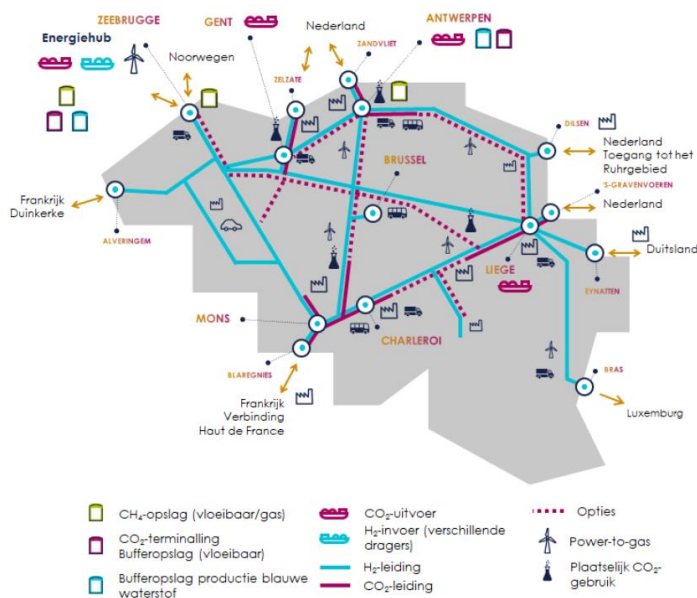 ZEEBRUGGE
GENT
Nederland
ANTWERPEN
Energiehub
Noorwegen
ZANDVLIET
ZELZATE
DILSEN
Nederland
Toegang tot het
Ruhrgebied
BRUSSEL
'S-GRAVENVOEREN
Nederland
Frankrijk
Duinkerke
ALVERINGEM
Duitsland
LIEGE
EYNATTEN
MONS
CHARLEROI
BLAREGNIES
BRAS
Frankrijk
Verbinding
Haut de France
Luxemburg
CH₄-opslag (vloeibaar/gas)
CO₂-terminalling
Bufferopslag (vloeibaar)
Bufferopslag productie blauwe
waterstof
CO₂-uitvoer
H₂-invoer (verschillende
dragers)
H₂-leiding
CO₂-leiding
Opties
Power-to-gas
Plaatselijk CO₂-
gebruik